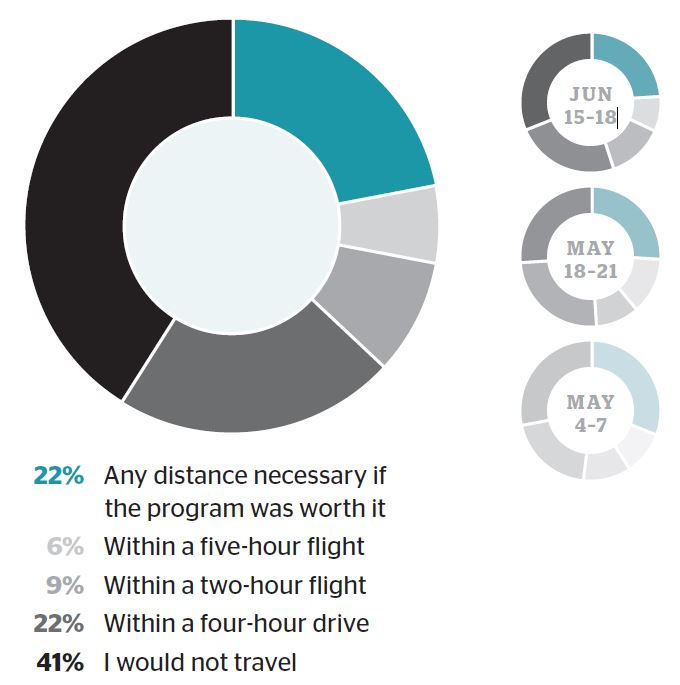 JUN
15–18
MAY
18–21
MAY
4–7
22% Any distance necessary if
the program was worth it
6% Within a five-hour flight
9% Within a two-hour flight
22% Within a four-hour drive
41% I would not travel